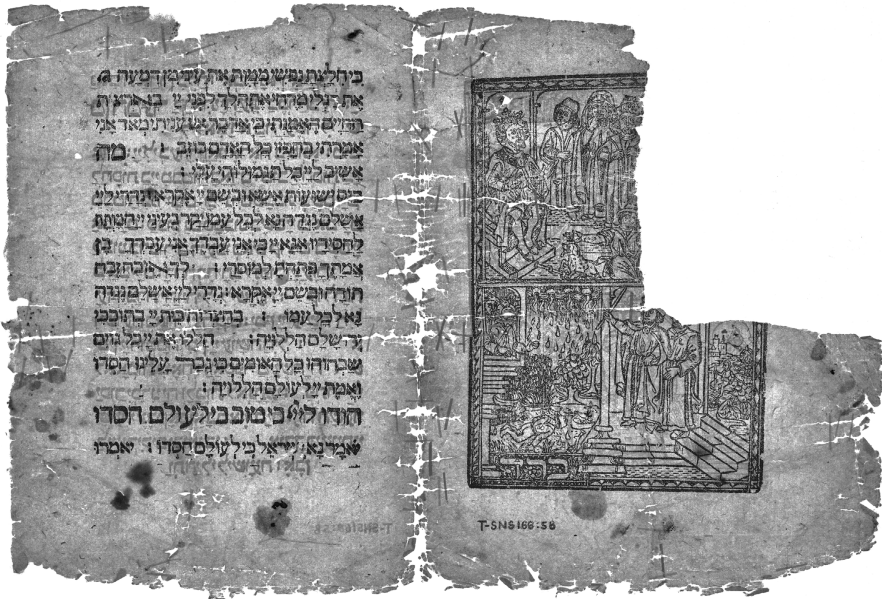 כי חלצת נפשי ממות את עיני מן דמעה
את רגלי מדחי אתהלך לפני יי בארצות
החיים האמנתי כי אדבר אני עניתי מאד אני
אמרתי בחפזי כל האדם כוזב : מה
אשיב ליי כל תגמולוהי עלי :
כוס ישועות אשא ובשם יי אקרא : נדרי ליי
אשלם נגדה נא לכל עמו יקר בעיני יי המותה
לחסידיו אנא יי כי אני עבדך אני עבדך בן
אמתך פתחת למוסרי : לך אזבח זבח
תודה ובשם יי אקרא : נדרי ליי אשלם נגדה
נא לכל עמו : בחצרות בית יי בתוככי
ירושלם הללויה : הללו את יי כל גוים
שבחוהו כל האומים כי גבר עלינו חסדו
ואמת יי לעולם הללויה :
הודו ליי כי טוב כי לעולם חסדו
יאמר נא ישראל כי לעולם חסדו : יאמרו
T-SNS168:58